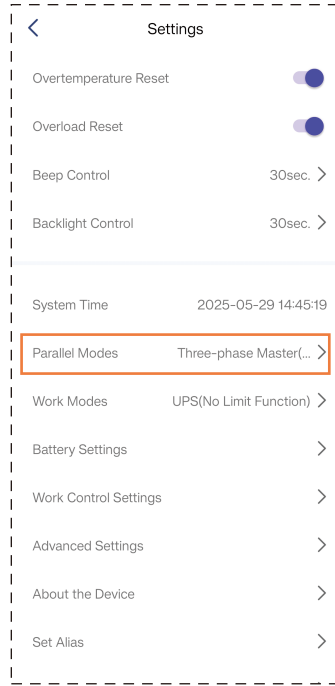 Settings
Overtemperature Reset
Overload Reset
Beep Control 30sec.
Backlight Control 30sec.
System Time 2025-05-29 14:45:19
Parallel Modes Three-phase Master(...
Work Modes UPS(No Limit Function)
Battery Settings
Work Control Settings
Advanced Settings
About the Device
Set Alias